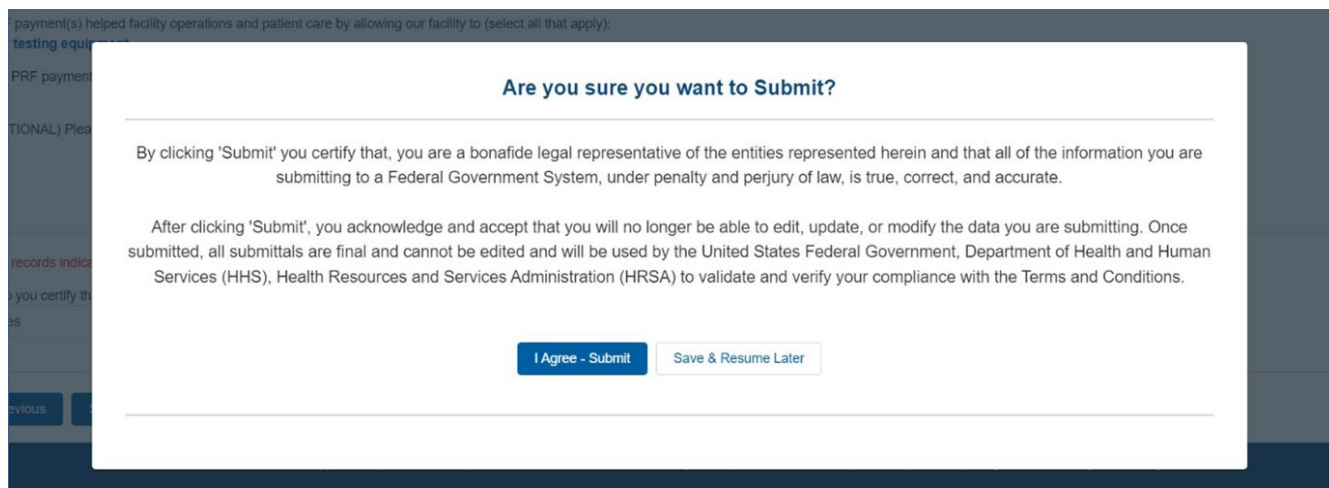 payment(s) helped facility operations and patient care by allowing our facility to (select all that apply):
testing equipment
PRF payment
TIONAL) Plea
records indica
you certify th
es
evious
Are you sure you want to Submit?
By clicking 'Submit' you certify that, you are a bonafide legal representative of the entities represented herein and that all of the information you are
submitting to a Federal Government System, under penalty and perjury of law, is true, correct, and accurate.
After clicking 'Submit', you acknowledge and accept that you will no longer be able to edit, update, or modify the data you are submitting. Once
submitted, all submittals are final and cannot be edited and will be used by the United States Federal Government, Department of Health and Human
Services (HHS), Health Resources and Services Administration (HRSA) to validate and verify your compliance with the Terms and Conditions.
I Agree - Submit Save & Resume Later